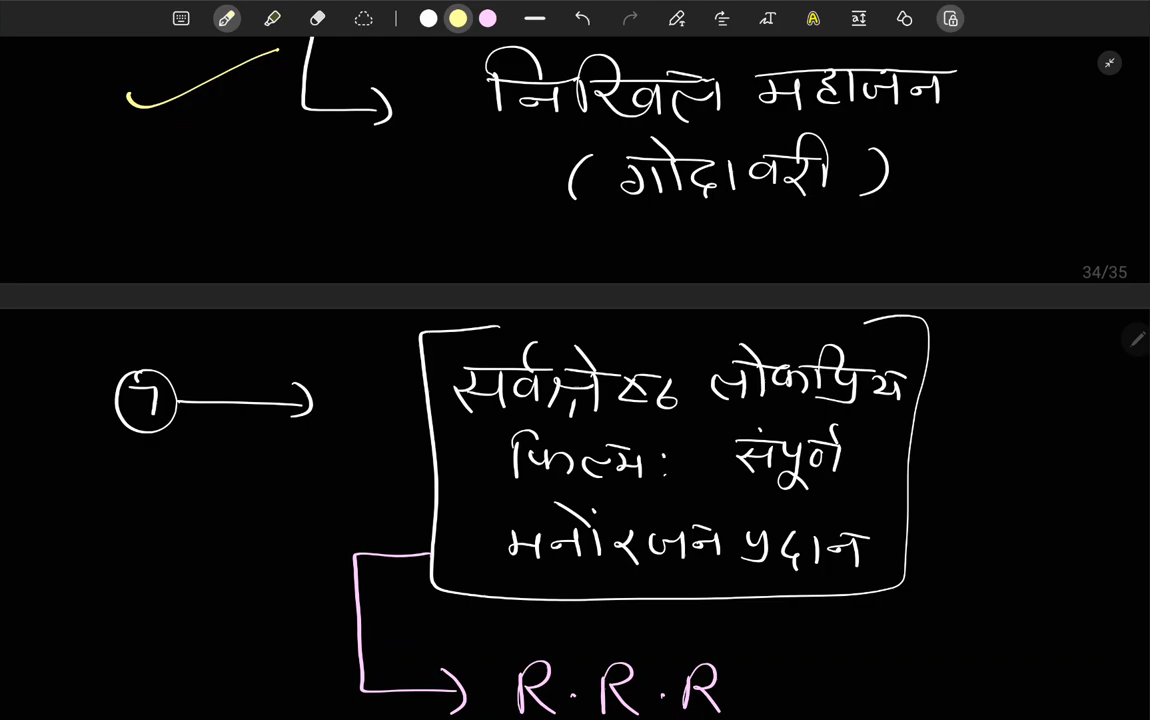 निखिल महाजन
( गोदावरी )
34/35
7
सर्वश्रेष्ठ लोकप्रिय
फिल्म: संपूर्ण
मनोरंजन प्रदान
R.R.R